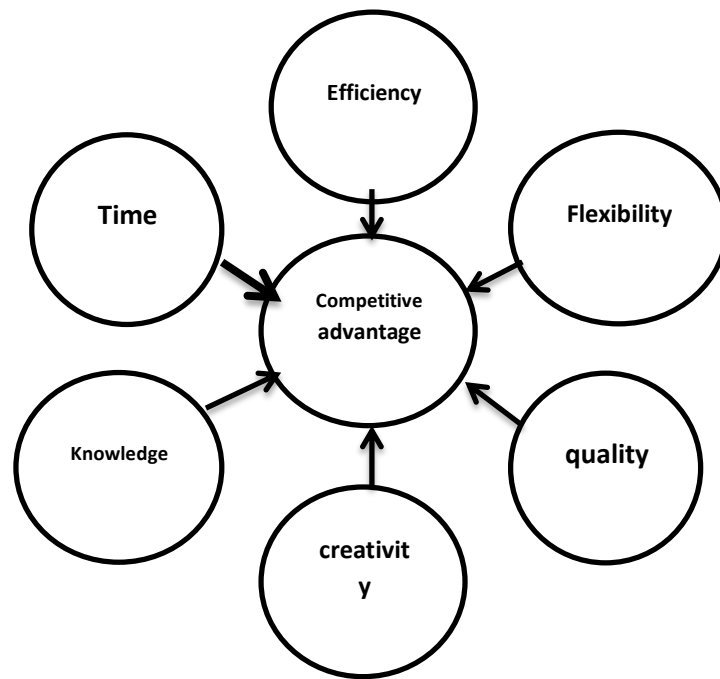 Efficiency
Time
Flexibility
Competitive
advantage
Knowledge
quality
creativit
y